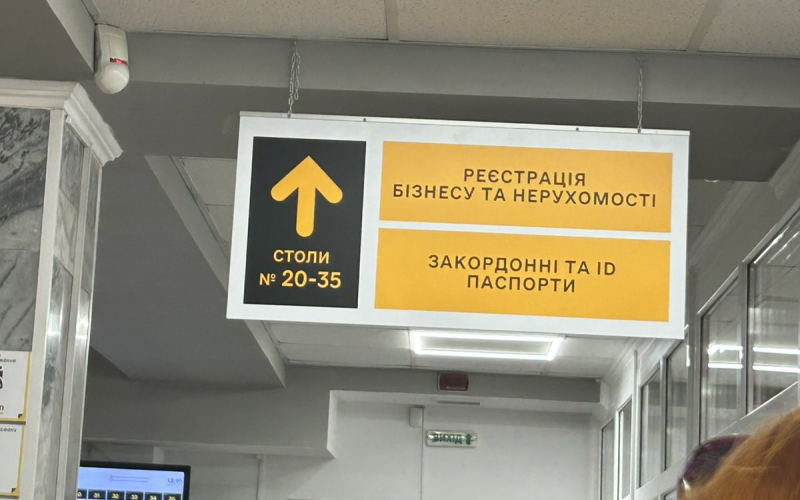 СТОЛИ
№ 20-35
РЕЄСТРАЦІЯ
БІЗНЕСУ ТА НЕРУХОМОСТІ
ЗАКОРДОННІ ТА ID
ПАСПОРТИ
ВИХІД